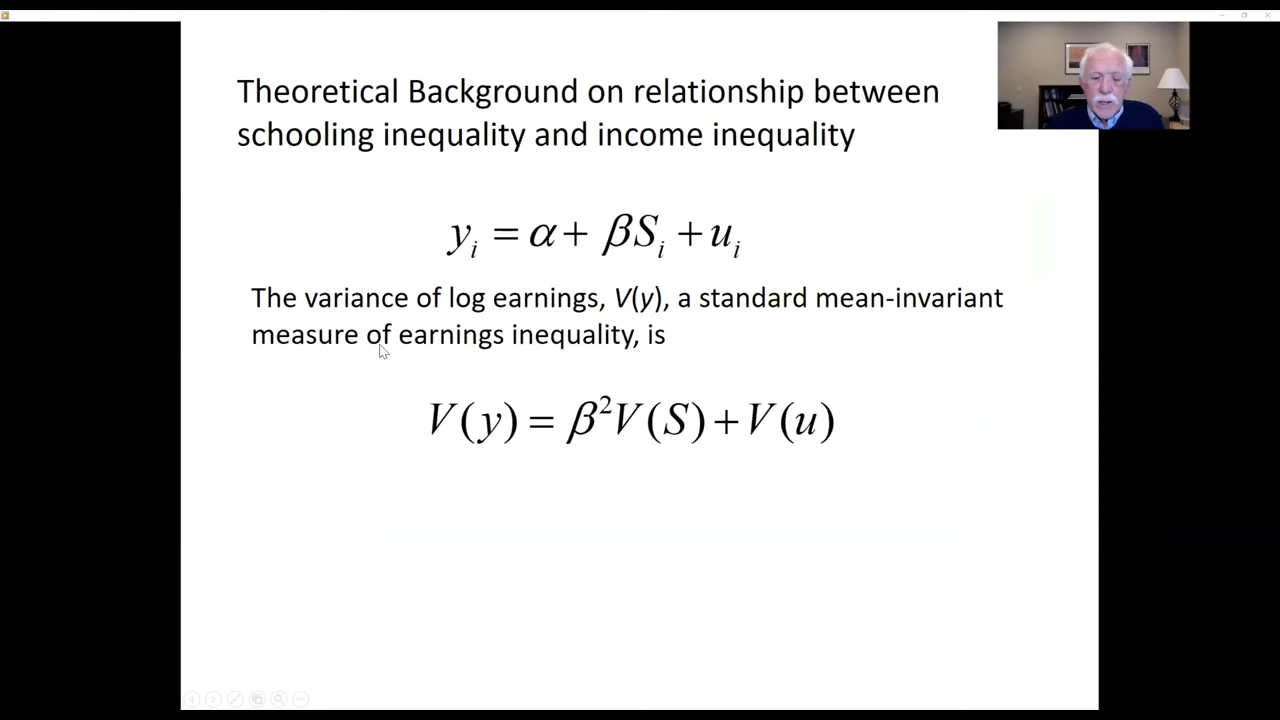 Theoretical Background on relationship between
schooling inequality and income inequality
yᵢ = α + βSᵢ + uᵢ
The variance of log earnings, V(y), a standard mean-invariant
measure of earnings inequality, is
V(y) = β²V(S) + V(u)